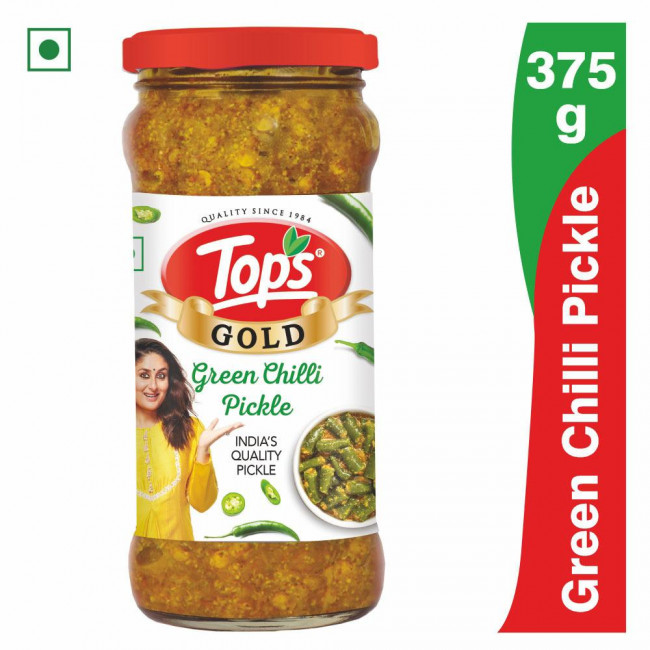 QUALITY SINCE 1984
Tops®
GOLD
Green Chilli
Pickle
INDIA'S
QUALITY
PICKLE
375
g
Green Chilli Pickle